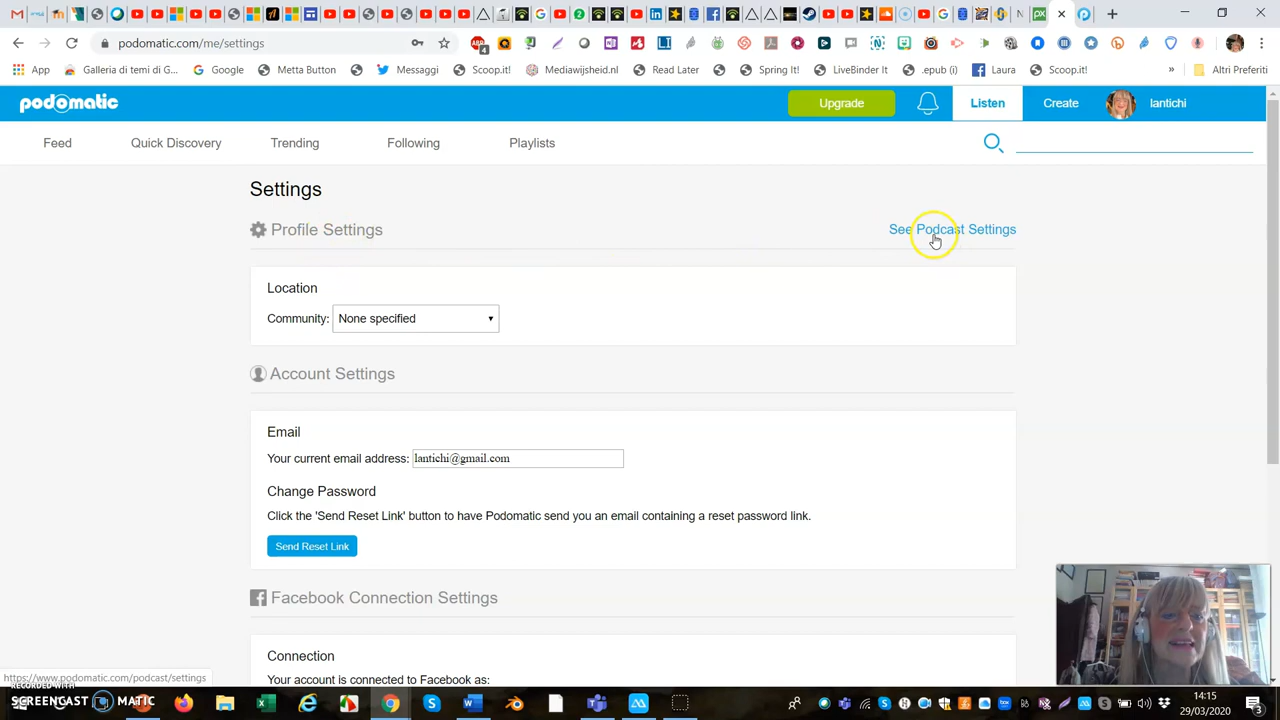 podomatic.com/me/settings
4
App
Galleria di temi di G...
Google
Metta Button
Messaggi
Scoop.it!
Mediawijsheid.nl
Read Later
Spring It!
LiveBinder It
.epub (i)
Laura
Scoop.it!
»
Altri Preferiti
podomatic
Upgrade
Listen
Create
lantichi
Feed
Quick Discovery
Trending
Following
Playlists
Settings
Profile Settings
See Podcast Settings
Location
Community: None specified
Account Settings
Email
Your current email address: lantichi@gmail.com
Change Password
Click the 'Send Reset Link' button to have Podomatic send you an email containing a reset password link.
Send Reset Link
Facebook Connection Settings
Connection
Your account is connected to Facebook as:
https://www.podomatic.com/podcast/settings
RECORDED WITH
SCREENCAST MATIC
14:15
29/03/2020
3